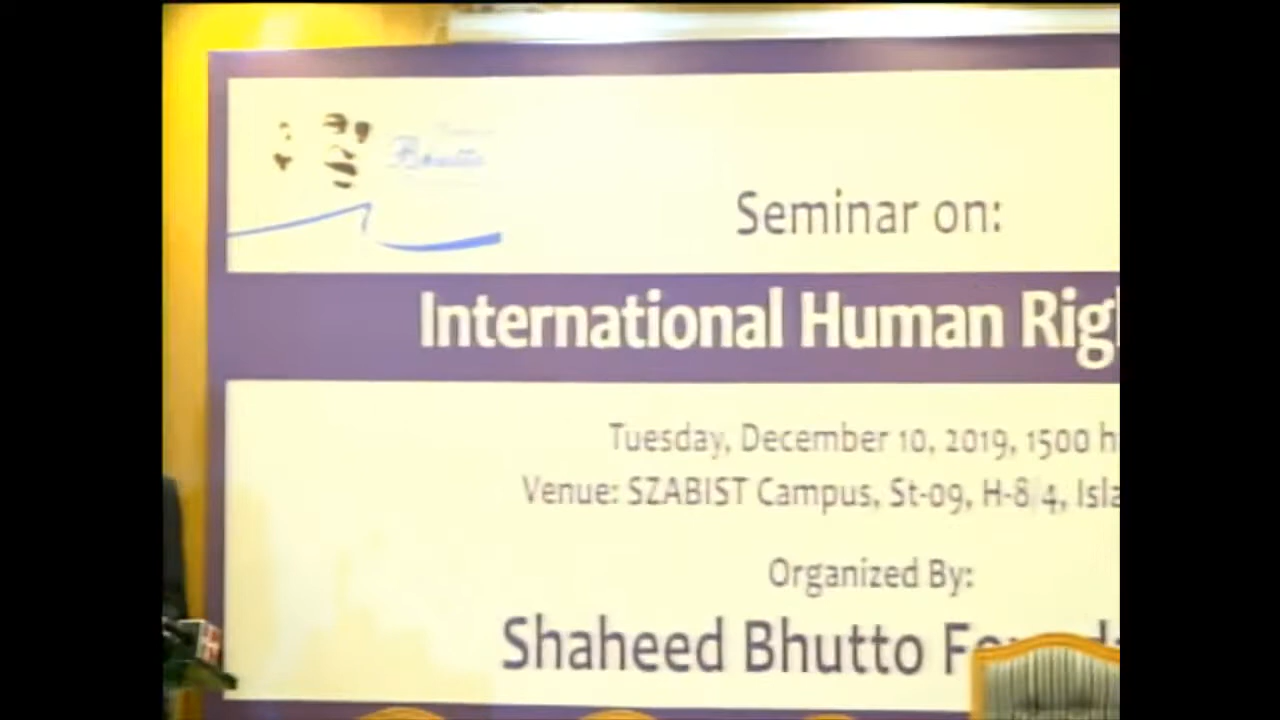 Bhutto
Seminar on:
International Human Rig
Tuesday, December 10, 2019, 1500 h
Venue: SZABIST Campus, St-09, H-8/4, Isla
Organized By:
Shaheed Bhutto